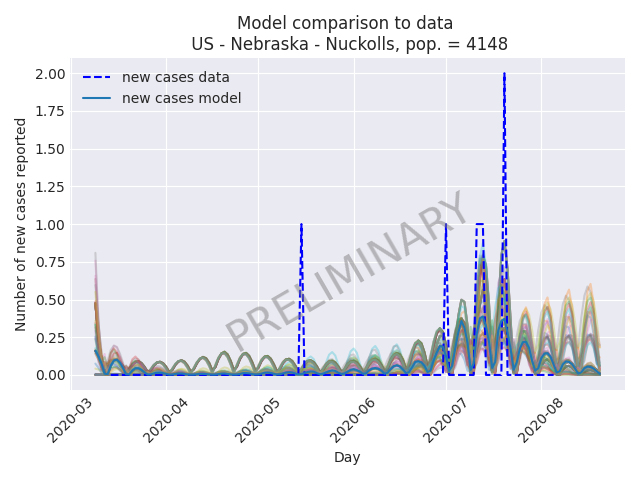 Model comparison to data
US - Nebraska - Nuckolls, pop. = 4148
new cases data
new cases model
Number of new cases reported
2.00
1.75
1.50
1.25
1.00
0.75
0.50
0.25
0.00
PRELIMINARY
2020-03
2020-04
2020-05
2020-06
2020-07
2020-08
Day